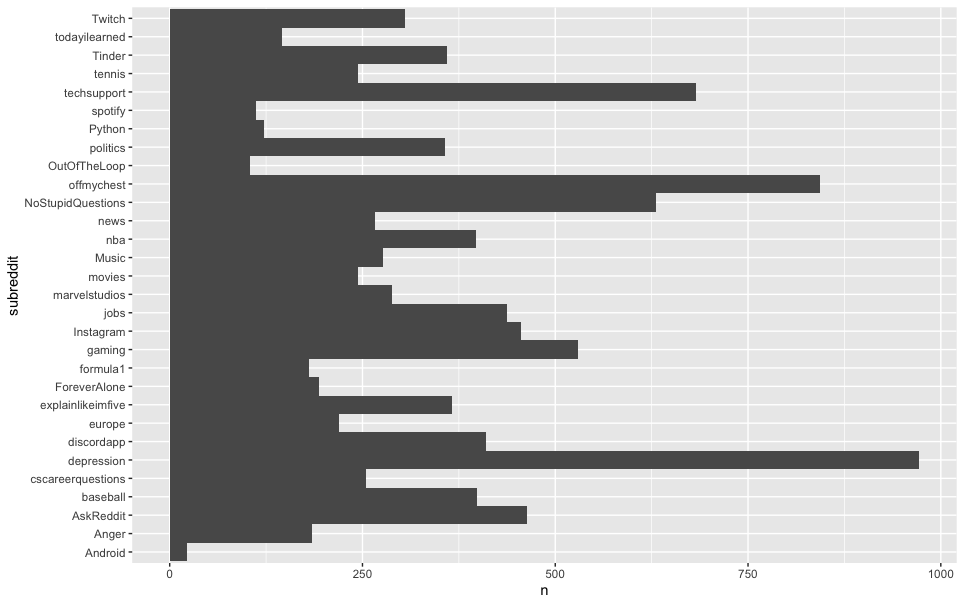 Twitch
todayilearned
Tinder
tennis
techsupport
spotify
Python
politics
OutOfTheLoop
offmychest
NoStupidQuestions
news
nba
Music
movies
marvelstudios
jobs
Instagram
gaming
formula1
ForeverAlone
explainlikeimfive
europe
discordapp
depression
cscareerquestions
baseball
AskReddit
Anger
Android
subreddit
0 250 500 750 1000
n